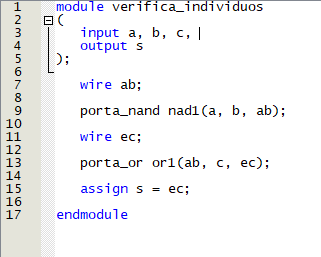 1 module verifica_individuos
2 (
3 input a, b, c,
4 output s
5 );
6
7 wire ab;
8
9 porta_nand nad1(a, b, ab);
10
11 wire ec;
12
13 porta_or or1(ab, c, ec);
14
15 assign s = ec;
16
17 endmodule